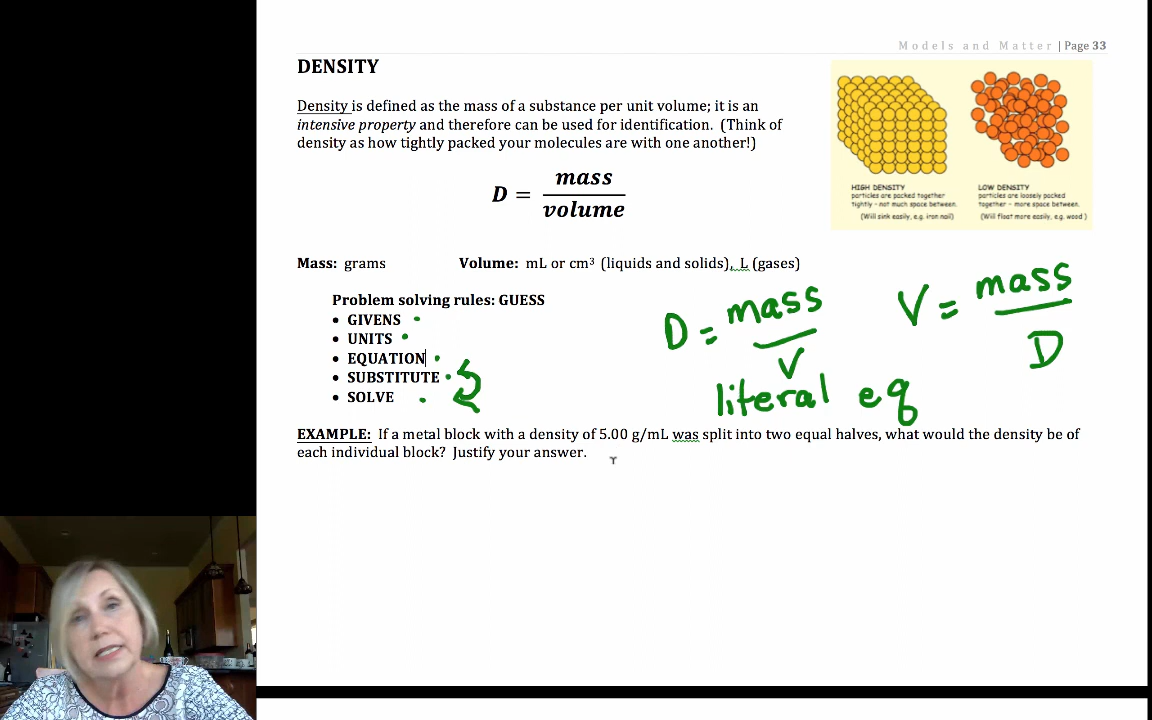 Models and Matter | Page 33
DENSITY
Density is defined as the mass of a substance per unit volume; it is an
intensive property and therefore can be used for identification. (Think of
density as how tightly packed your molecules are with one another!)
D = mass
volume
HIGH DENSITY
particles are packed together
tightly - not much space between.
(Will sink easily, e.g. iron nail)
LOW DENSITY
particles are loosely packed
together - more space between.
(Will float more easily, e.g. wood )
Mass: grams Volume: mL or cm³ (liquids and solids), L (gases)
Problem solving rules: GUESS
• GIVENS
• UNITS
• EQUATION
• SUBSTITUTE
• SOLVE
D = mass
V
V = mass
D
literal eq
EXAMPLE: If a metal block with a density of 5.00 g/mL was split into two equal halves, what would the density be of
each individual block? Justify your answer.